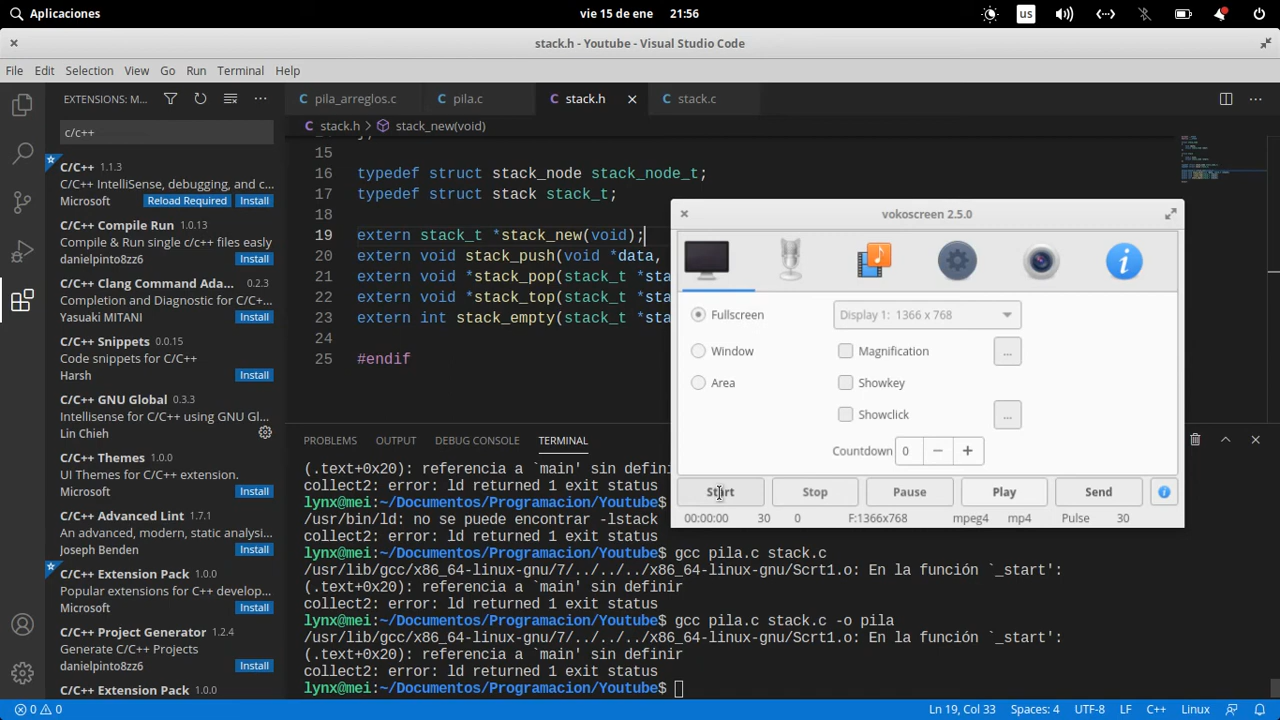 Aplicaciones
vie 15 de ene 21:56
us
stack.h - Youtube - Visual Studio Code
File Edit Selection View Go Run Terminal Help
EXTENSIONS: M...
pila_arreglos.c pila.c stack.h stack.c
c/c++
stack.h > stack_new(void)
C/C++ 1.1.3
C/C++ IntelliSense, debugging, and c...
Microsoft Reload Required Install
C/C++ Compile Run 1.0.13
Compile & Run single c/c++ files easly
danielpinto8zz6 Install
C/C++ Clang Command Ada... 0.2.3
Completion and Diagnostic for C/C+...
Yasuaki MITANI Install
C/C++ Snippets 0.0.15
Code snippets for C/C++
Harsh Install
C/C++ GNU Global 0.3.3
Intellisense for C/C++ using GNU Gl...
Lin Chieh
C/C++ Themes 1.0.0
UI Themes for C/C++ extension.
Microsoft Install
C/C++ Advanced Lint 1.7.1
An advanced, modern, static analysi...
Joseph Benden Install
C/C++ Extension Pack 1.0.0
Popular extensions for C++ develop...
Microsoft Install
C/C++ Project Generator 1.2.4
Generate C/C++ Projects
danielpinto8zz6 Install
C/C++ Extension Pack 1.0.0
15
16 typedef struct stack_node stack_node_t;
17 typedef struct stack stack_t;
18
19 extern stack_t *stack_new(void);
20 extern void stack_push(void *data,
21 extern void *stack_pop(stack_t *sta
22 extern void *stack_top(stack_t *sta
23 extern int stack_empty(stack_t *sta
24
25 #endif
vokoscreen 2.5.0
Fullscreen Display 1: 1366 x 768
Window Magnification ...
Area Showkey
Showclick ...
Countdown 0 − +
Start Stop Pause Play Send
00:00:00 30 0 F:1366x768 mpeg4 mp4 Pulse 30
PROBLEMS OUTPUT DEBUG CONSOLE TERMINAL
(.text+0x20): referencia a `main' sin defini
collect2: error: ld returned 1 exit status
lynx@mei:~/Documentos/Programacion/Youtube$
/usr/bin/ld: no se puede encontrar -lstack
collect2: error: ld returned 1 exit status
lynx@mei:~/Documentos/Programacion/Youtube$ gcc pila.c stack.c
/usr/lib/gcc/x86_64-linux-gnu/7/../../../x86_64-linux-gnu/Scrt1.o: En la función `_start':
(.text+0x20): referencia a `main' sin definir
collect2: error: ld returned 1 exit status
lynx@mei:~/Documentos/Programacion/Youtube$ gcc pila.c stack.c -o pila
/usr/lib/gcc/x86_64-linux-gnu/7/../../../x86_64-linux-gnu/Scrt1.o: En la función `_start':
(.text+0x20): referencia a `main' sin definir
collect2: error: ld returned 1 exit status
lynx@mei:~/Documentos/Programacion/Youtube$
0 0 Ln 19, Col 33 Spaces: 4 UTF-8 LF C++ Linux